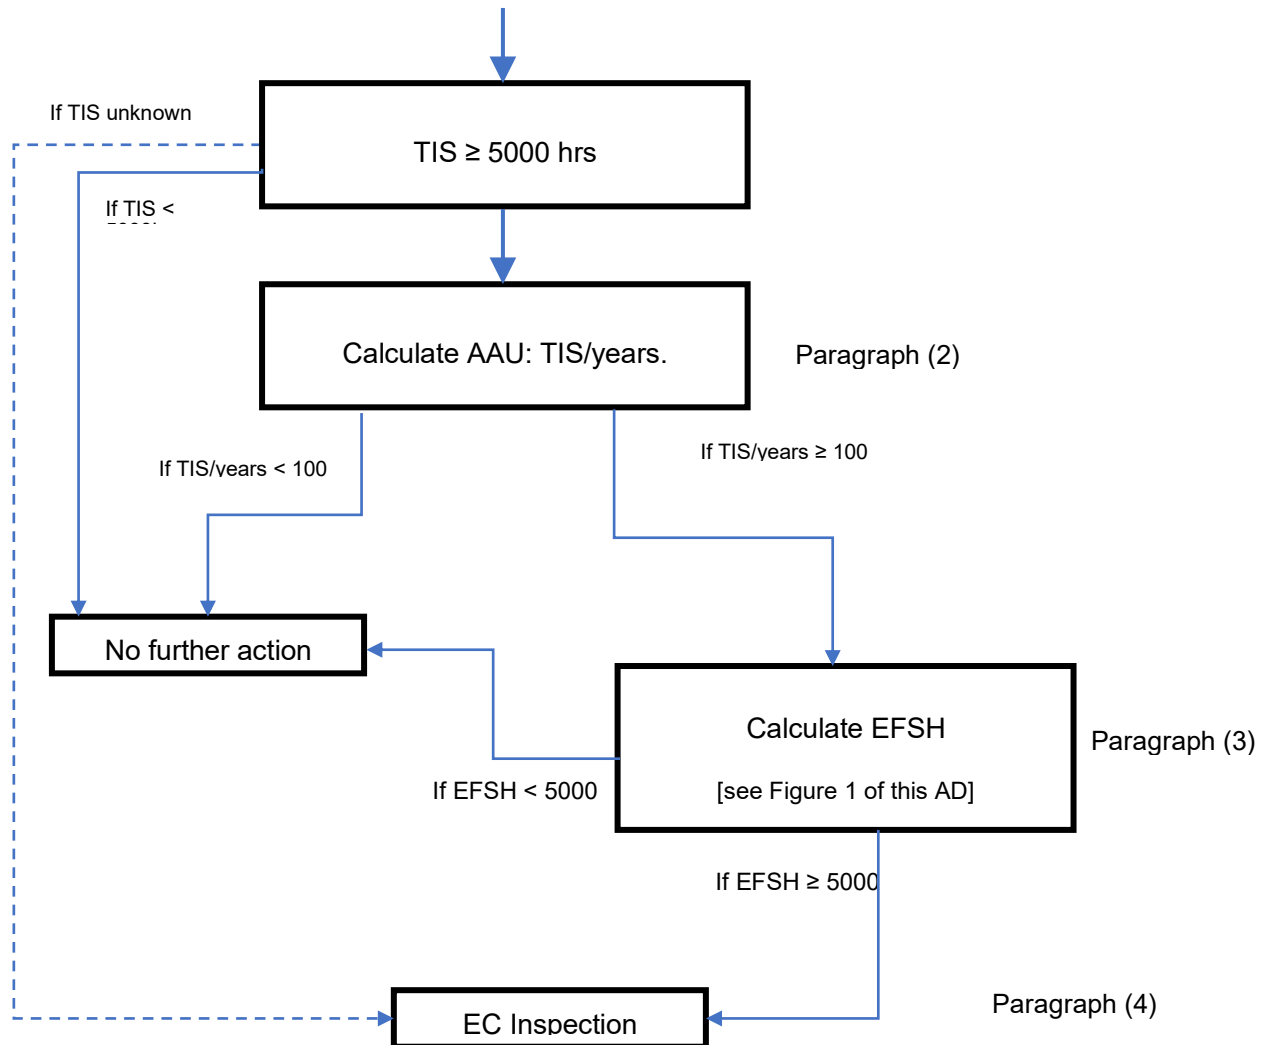 If TIS unknown
TIS ≥ 5000 hrs
If TIS <
Calculate AAU: TIS/years.
Paragraph (2)
If TIS/years < 100
If TIS/years ≥ 100
No further action
Calculate EFSH
[see Figure 1 of this AD]
Paragraph (3)
If EFSH < 5000
If EFSH ≥ 5000
EC Inspection
Paragraph (4)